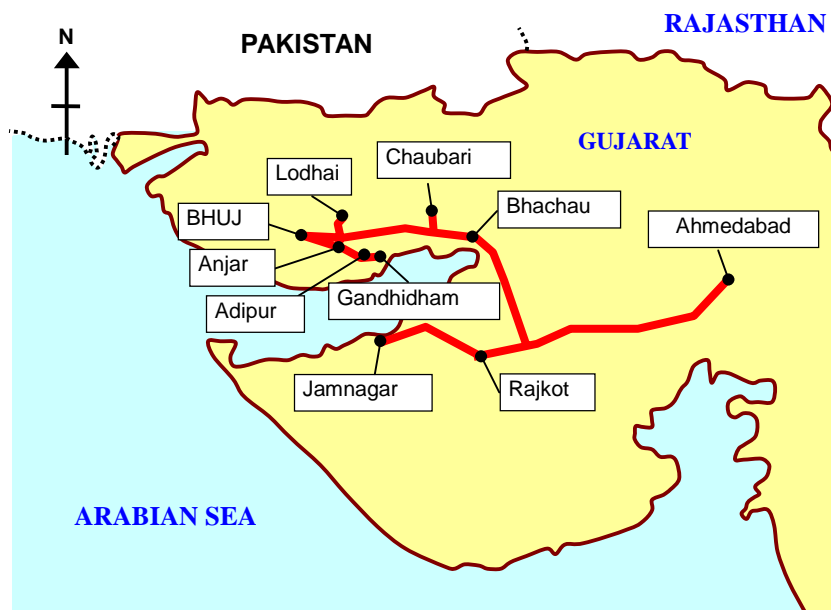 RAJASTHAN
N
PAKISTAN
GUJARAT
Chaubari
Lodhai
BHUJ
Bhachau
Ahmedabad
Anjar
Adipur
Gandhidham
Jamnagar
Rajkot
ARABIAN SEA